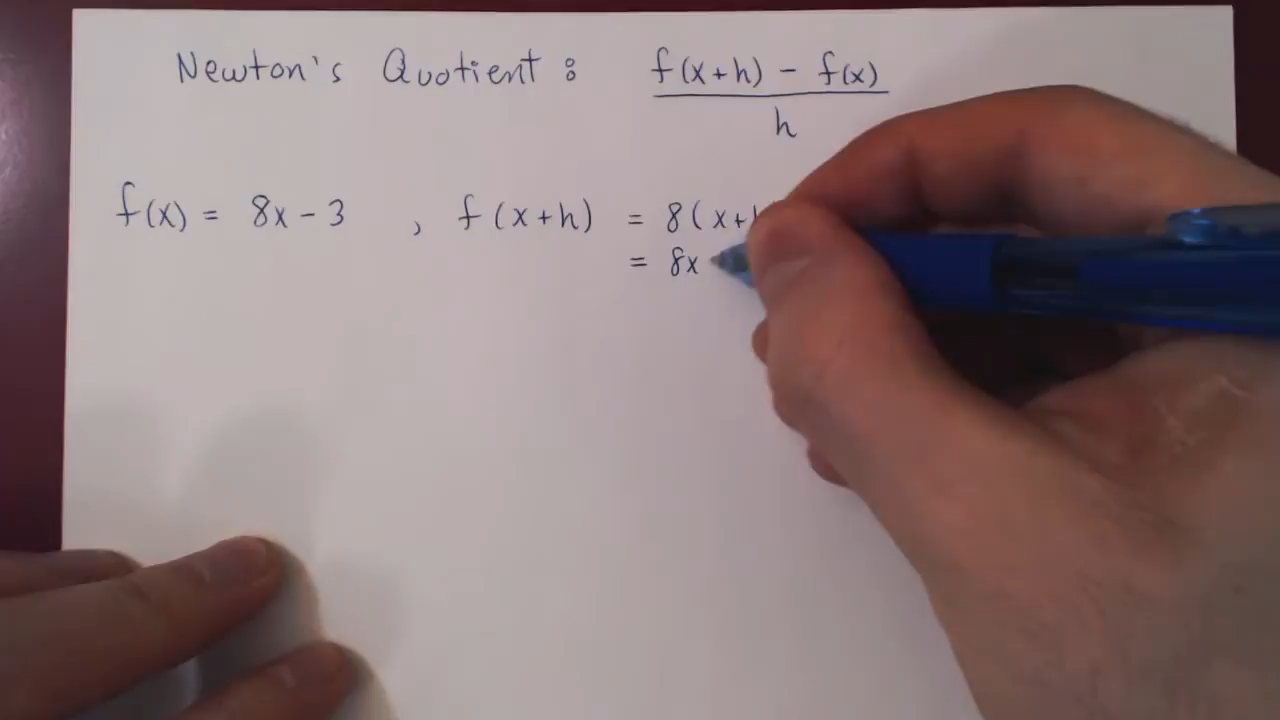 Newton's Quotient : f(x+h) - f(x)
h
f(x) = 8x - 3 , f(x+h) = 8(x+h
= 8x